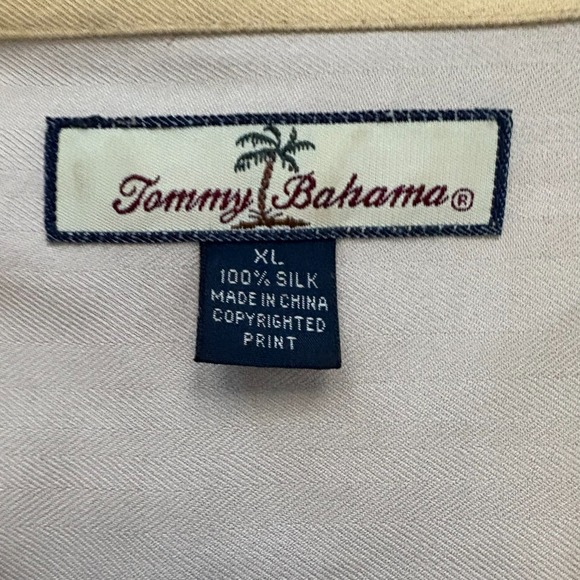 Tommy Bahama®
XL
100% SILK
MADE IN CHINA
COPYRIGHTED
PRINT